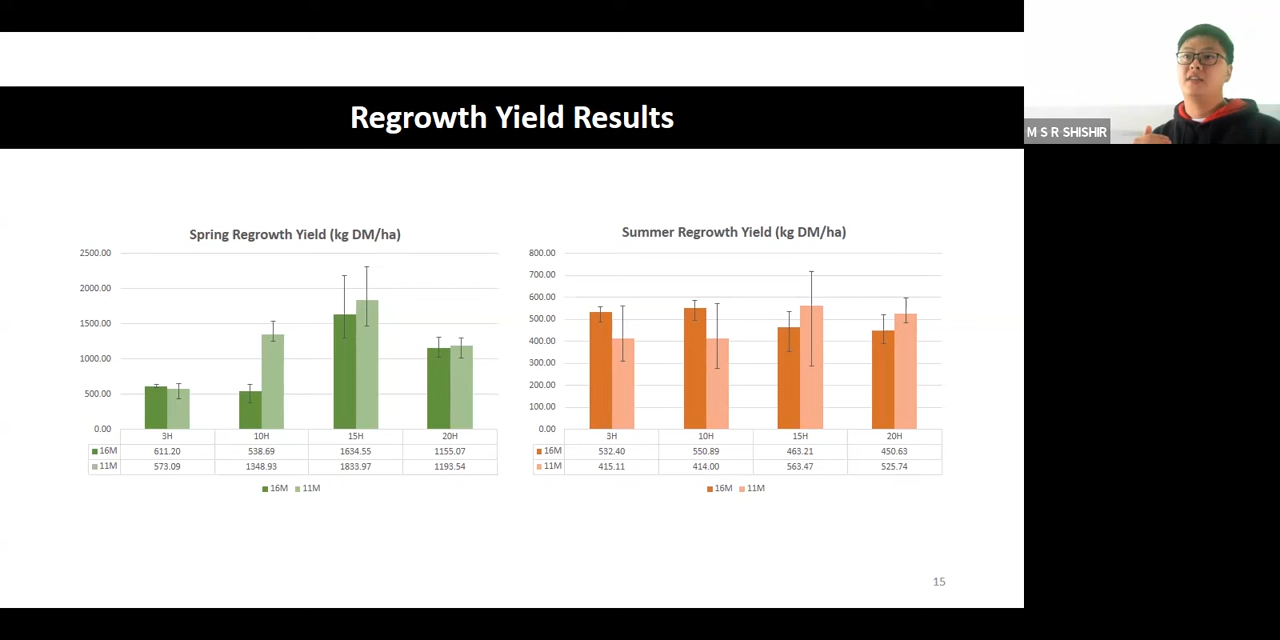 Regrowth Yield Results
M S R SHISHIR
Spring Regrowth Yield (kg DM/ha)
2500.00
2000.00
1500.00
1000.00
500.00
0.00
3H 10H 15H 20H
16M 611.20 538.69 1634.55 1155.07
11M 573.09 1348.93 1833.97 1193.54
16M 11M
Summer Regrowth Yield (kg DM/ha)
800.00
700.00
600.00
500.00
400.00
300.00
200.00
100.00
0.00
3H 10H 15H 20H
16M 532.40 550.89 463.21 450.63
11M 415.11 414.00 563.47 525.74
16M 11M
15